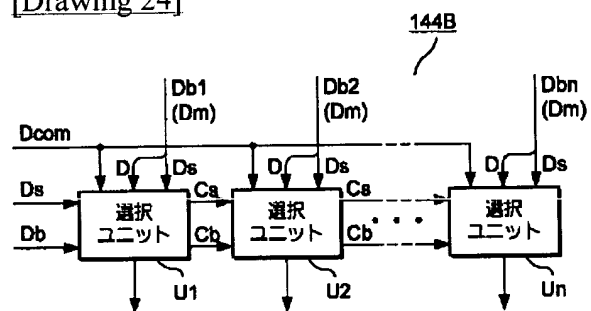 [Drawing 24]
144B
Db1 Db2 Dbn
(Dm) (Dm) (Dm)
Dcom
D Ds D Ds D Ds
Ds 選択 Ca 選択 Ca 選択
Db ユニット Cb ユニット Cb ・・・ ユニット
U1 U2 Un